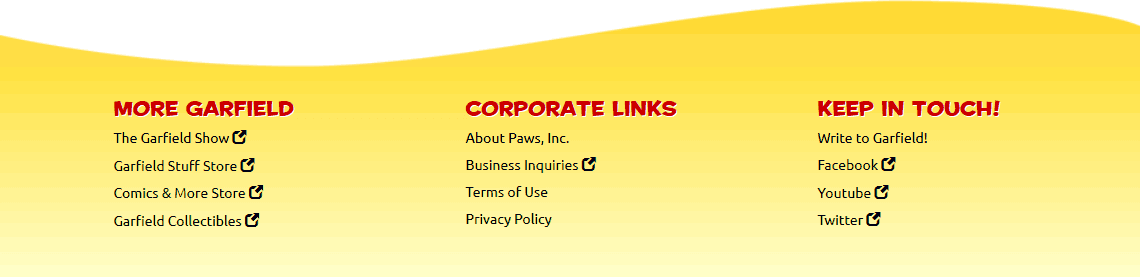 MORE GARFIELD
The Garfield Show
Garfield Stuff Store
Comics & More Store
Garfield Collectibles
CORPORATE LINKS
About Paws, Inc.
Business Inquiries
Terms of Use
Privacy Policy
KEEP IN TOUCH!
Write to Garfield!
Facebook
Youtube
Twitter